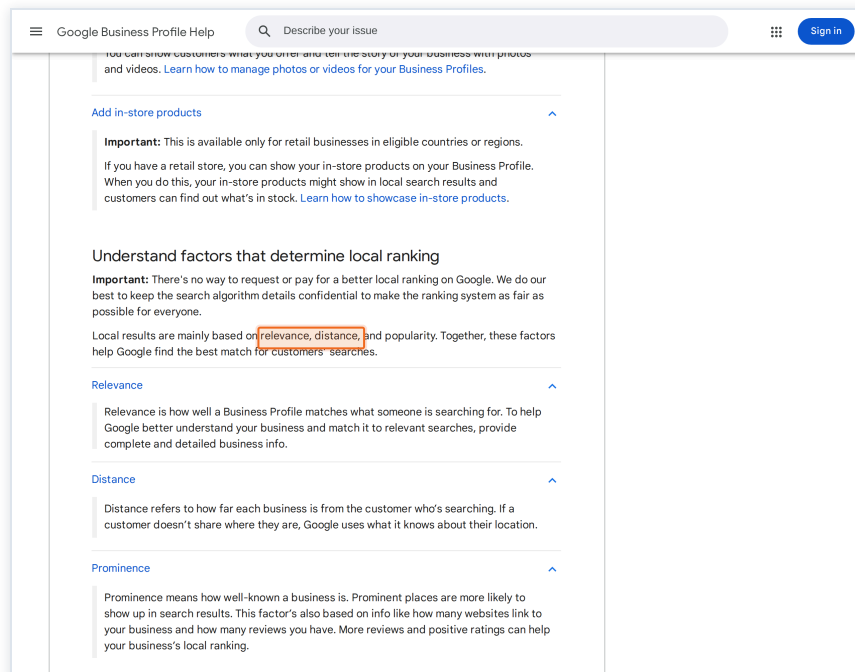 Google Business Profile Help
Describe your issue
Sign in
You can show customers what you offer and tell the story of your business with photos
and videos. Learn how to manage photos or videos for your Business Profiles.
Add in-store products
Important: This is available only for retail businesses in eligible countries or regions.
If you have a retail store, you can show your in-store products on your Business Profile.
When you do this, your in-store products might show in local search results and
customers can find out what’s in stock. Learn how to showcase in-store products.
Understand factors that determine local ranking
Important: There's no way to request or pay for a better local ranking on Google. We do our
best to keep the search algorithm details confidential to make the ranking system as fair as
possible for everyone.
Local results are mainly based on relevance, distance, and popularity. Together, these factors
help Google find the best match for customers’ searches.
Relevance
Relevance is how well a Business Profile matches what someone is searching for. To help
Google better understand your business and match it to relevant searches, provide
complete and detailed business info.
Distance
Distance refers to how far each business is from the customer who’s searching. If a
customer doesn’t share where they are, Google uses what it knows about their location.
Prominence
Prominence means how well-known a business is. Prominent places are more likely to
show up in search results. This factor’s also based on info like how many websites link to
your business and how many reviews you have. More reviews and positive ratings can help
your business’s local ranking.